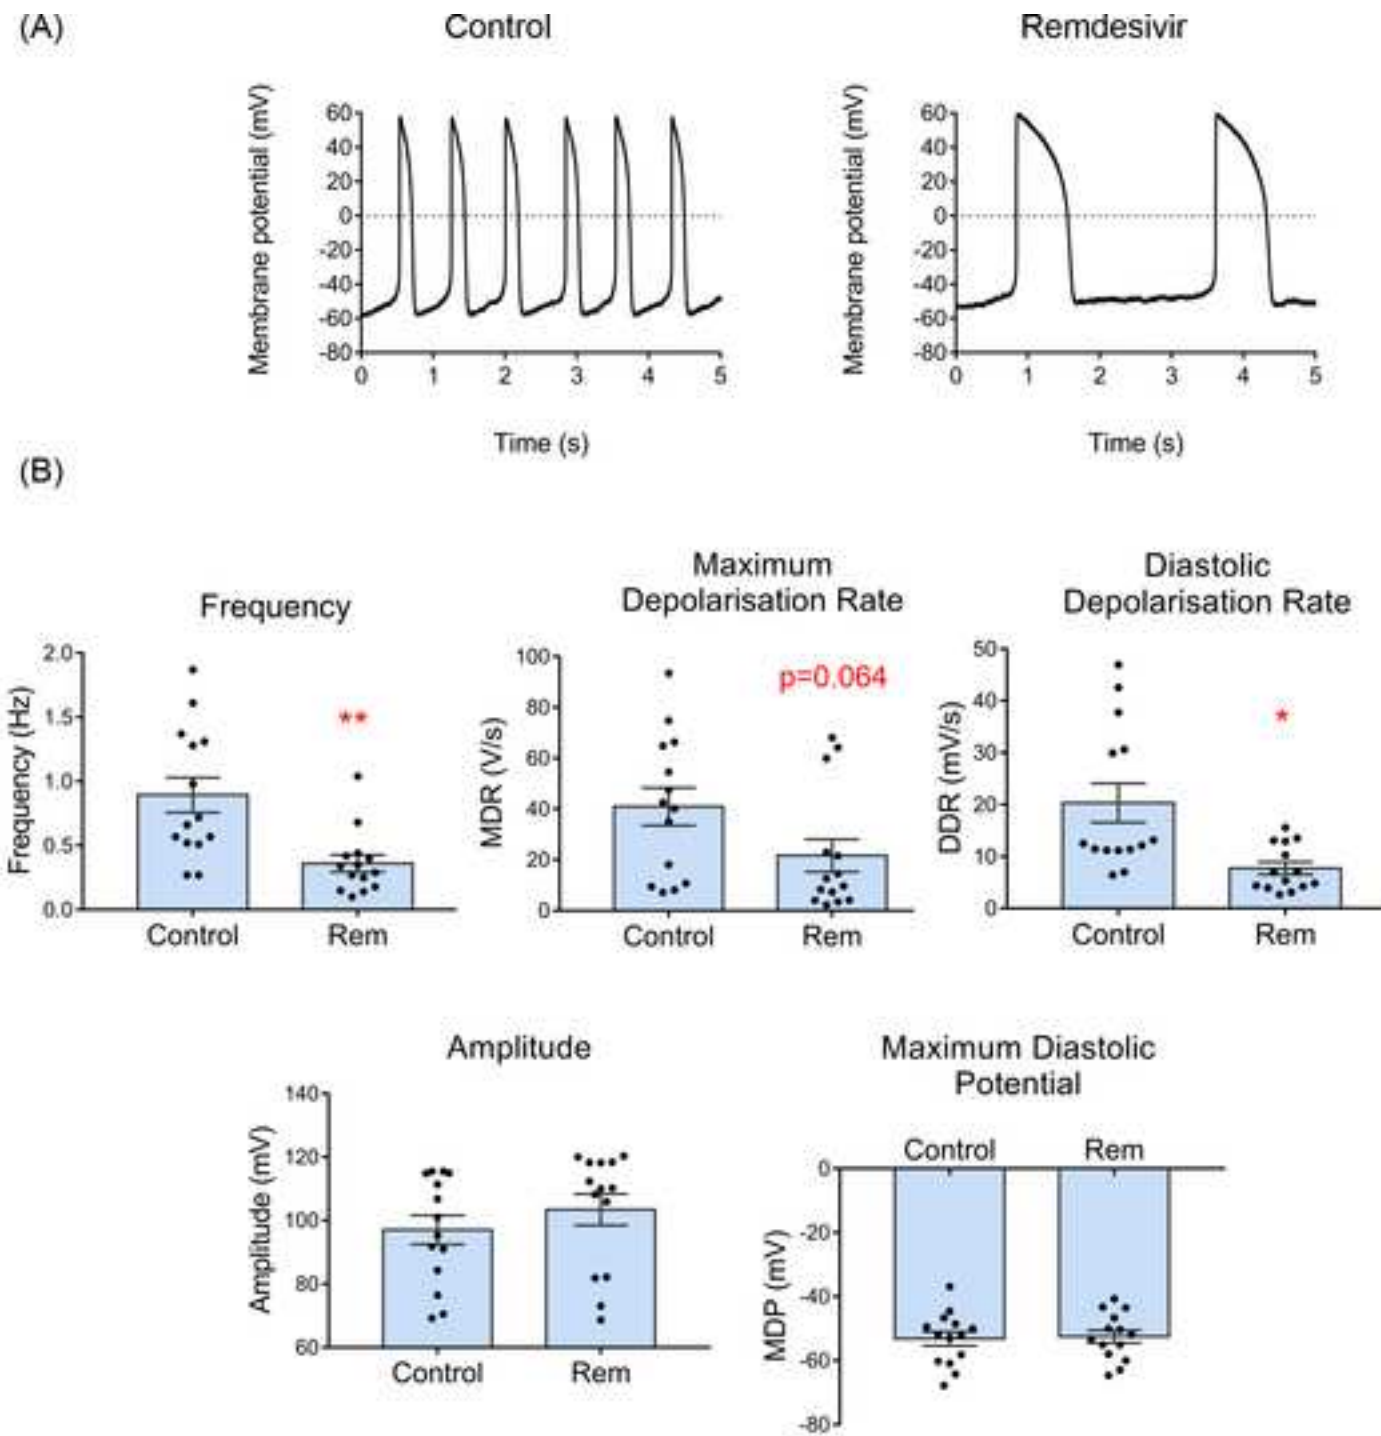 (A)
Control
Remdesivir
Membrane potential (mV)
60
40
20
0
-20
-40
-60
-80
0 1 2 3 4 5
Time (s)
Membrane potential (mV)
60
40
20
0
-20
-40
-60
-80
0 1 2 3 4 5
Time (s)
(B)
Frequency
Frequency (Hz)
2.0
1.5
1.0
0.5
0.0
**
Control Rem
Maximum
Depolarisation Rate
MDR (V/s)
100
80
60
40
20
0
p=0.064
Control Rem
Diastolic
Depolarisation Rate
DDR (mV/s)
50
40
30
20
10
0
*
Control Rem
Amplitude
Amplitude (mV)
140
120
100
80
60
Control Rem
Maximum Diastolic
Potential
Control Rem
MDP (mV)
0
-20
-40
-60
-80